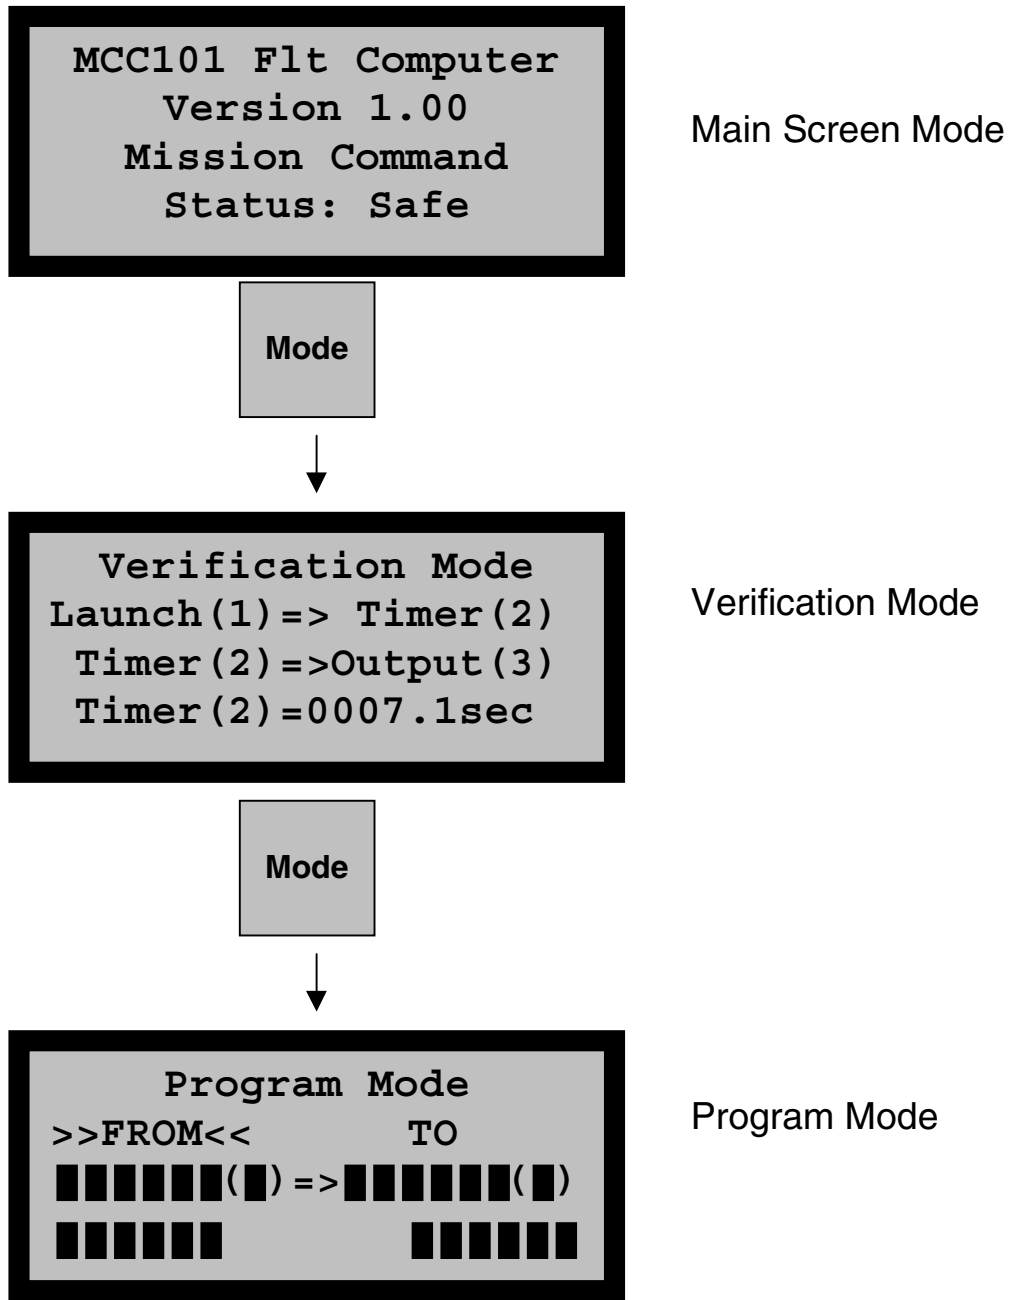 MCC101 Flt Computer
Version 1.00
Mission Command
Status: Safe
Main Screen Mode
Mode
Verification Mode
Launch(1)=> Timer(2)
Timer(2)=>Output(3)
Timer(2)=0007.1sec
Verification Mode
Mode
Program Mode
>>FROM<< TO
██████(█)=>██████(█)
██████ ██████
Program Mode